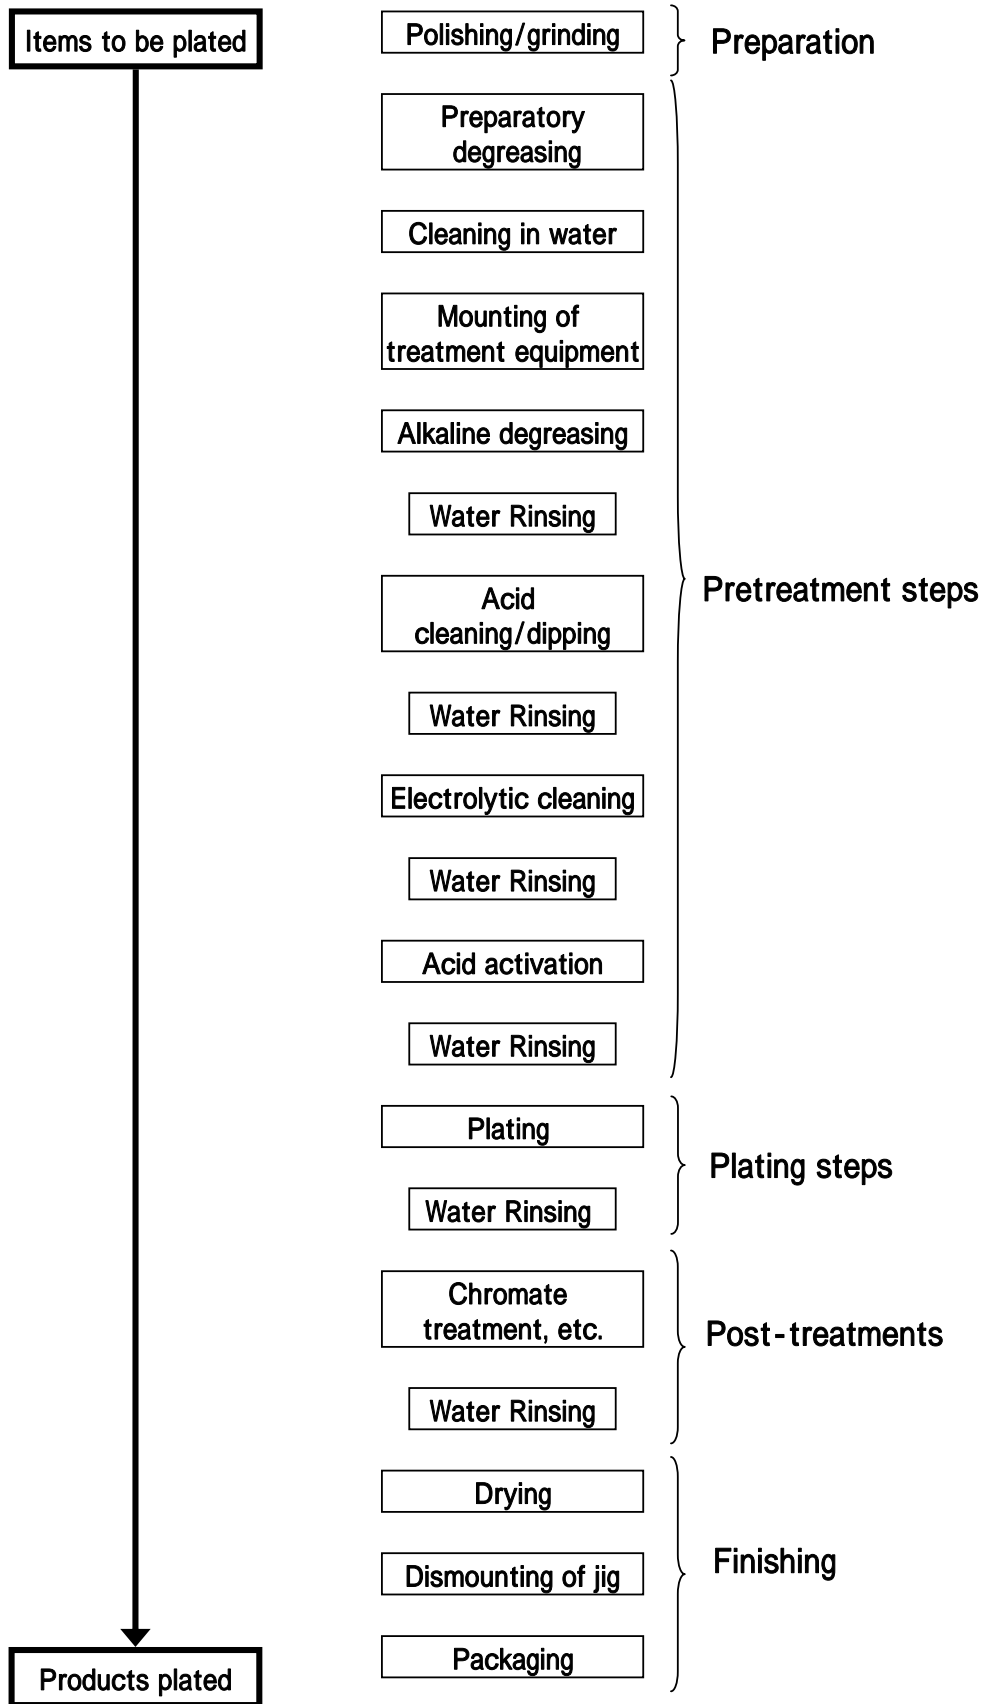 Items to be plated
Polishing/grinding
Preparation
Preparatory
degreasing
Cleaning in water
Mounting of
treatment equipment
Alkaline degreasing
Water Rinsing
Acid
cleaning/dipping
Pretreatment steps
Water Rinsing
Electrolytic cleaning
Water Rinsing
Acid activation
Water Rinsing
Plating
Plating steps
Water Rinsing
Chromate
treatment, etc.
Post-treatments
Water Rinsing
Drying
Dismounting of jig
Finishing
Packaging
Products plated